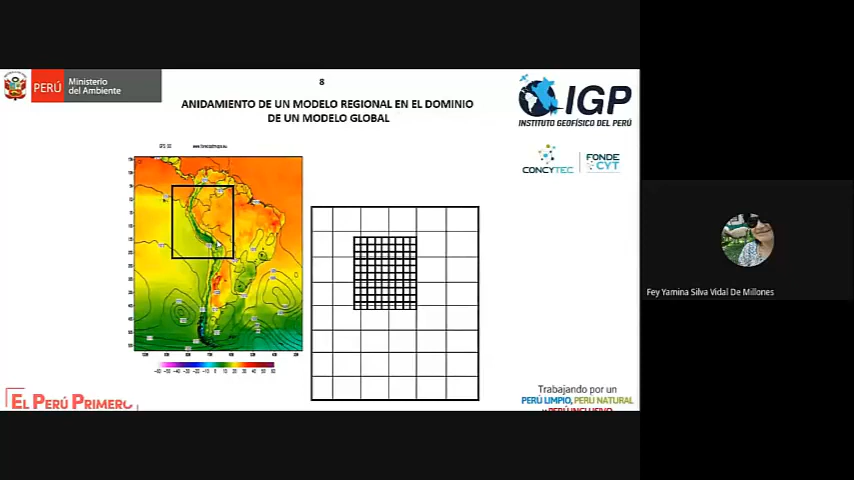 PERÚ
Ministerio
del Ambiente
8
ANIDAMIENTO DE UN MODELO REGIONAL EN EL DOMINIO
DE UN MODELO GLOBAL
IGP
INSTITUTO GEOFÍSICO DEL PERÚ
CONCYTEC
FONDE
CYT
EL PERÚ PRIMERO
Trabajando por un
PERÚ LIMPIO, PERÚ NATURAL
Fey Yamina Silva Vidal De Millones